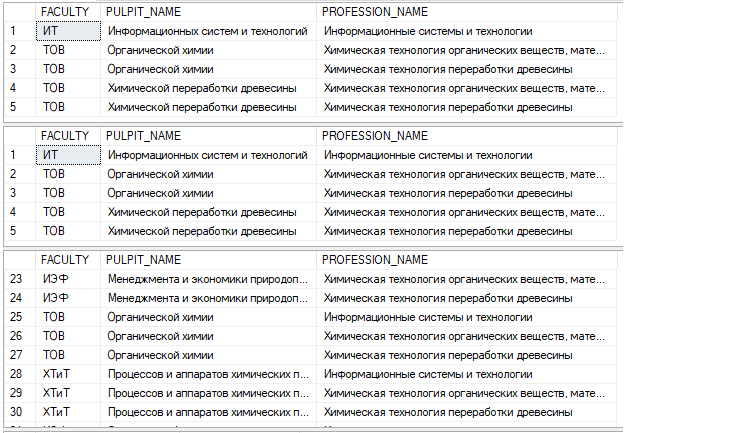 FACULTY PULPIT_NAME PROFESSION_NAME
1 ИТ Информационных систем и технологий Информационные системы и технологии
2 ТОВ Органической химии Химическая технология органических веществ, мате...
3 ТОВ Органической химии Химическая технология переработки древесины
4 ТОВ Химической переработки древесины Химическая технология органических веществ, мате...
5 ТОВ Химической переработки древесины Химическая технология переработки древесины
FACULTY PULPIT_NAME PROFESSION_NAME
1 ИТ Информационных систем и технологий Информационные системы и технологии
2 ТОВ Органической химии Химическая технология органических веществ, мате...
3 ТОВ Органической химии Химическая технология переработки древесины
4 ТОВ Химической переработки древесины Химическая технология органических веществ, мате...
5 ТОВ Химической переработки древесины Химическая технология переработки древесины
FACULTY PULPIT_NAME PROFESSION_NAME
23 ИЭФ Менеджмента и экономики природоп... Химическая технология органических веществ, мате...
24 ИЭФ Менеджмента и экономики природоп... Химическая технология переработки древесины
25 ТОВ Органической химии Информационные системы и технологии
26 ТОВ Органической химии Химическая технология органических веществ, мате...
27 ТОВ Органической химии Химическая технология переработки древесины
28 ХТиТ Процессов и аппаратов химических п... Информационные системы и технологии
29 ХТиТ Процессов и аппаратов химических п... Химическая технология органических веществ, мате...
30 ХТиТ Процессов и аппаратов химических п... Химическая технология переработки древесины